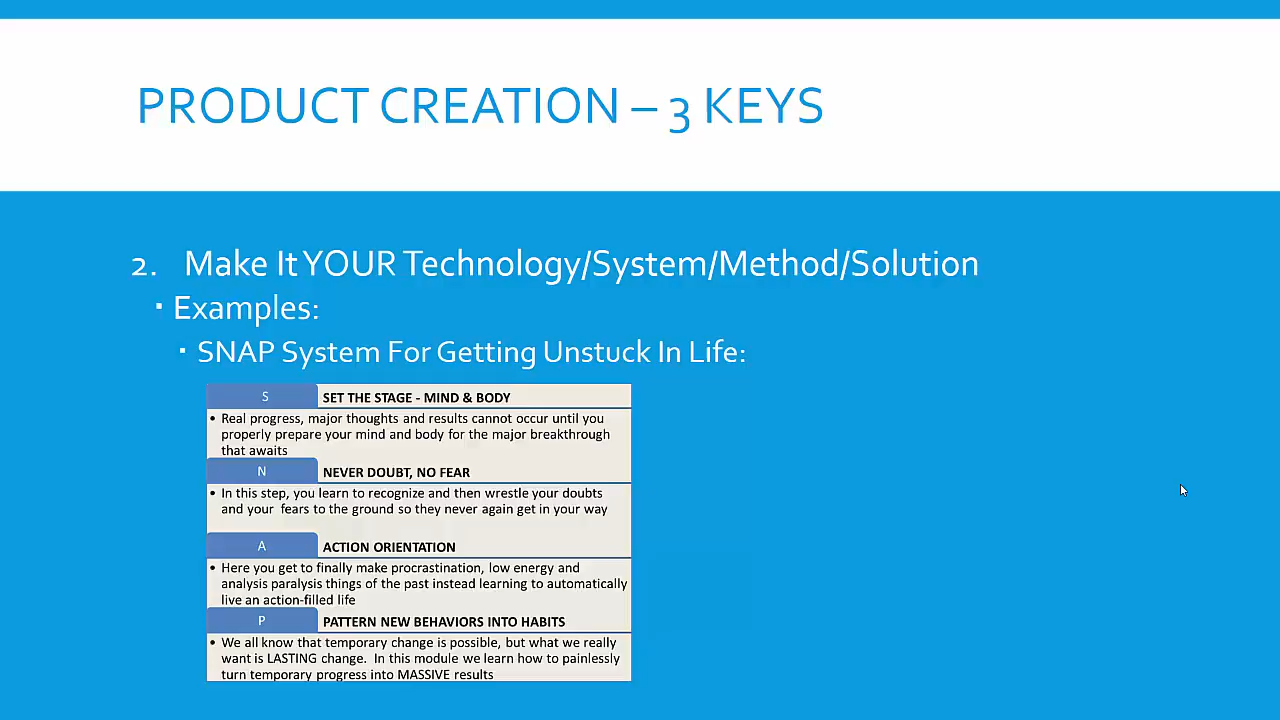 PRODUCT CREATION – 3 KEYS
2. Make It YOUR Technology/System/Method/Solution
▪ Examples:
▪ SNAP System For Getting Unstuck In Life:
S SET THE STAGE - MIND & BODY
• Real progress, major thoughts and results cannot occur until you
properly prepare your mind and body for the major breakthrough
that awaits
N NEVER DOUBT, NO FEAR
• In this step, you learn to recognize and then wrestle your doubts
and your fears to the ground so they never again get in your way
A ACTION ORIENTATION
• Here you get to finally make procrastination, low energy and
analysis paralysis things of the past instead learning to automatically
live an action-filled life
P PATTERN NEW BEHAVIORS INTO HABITS
• We all know that temporary change is possible, but what we really
want is LASTING change. In this module we learn how to painlessly
turn temporary progress into MASSIVE results